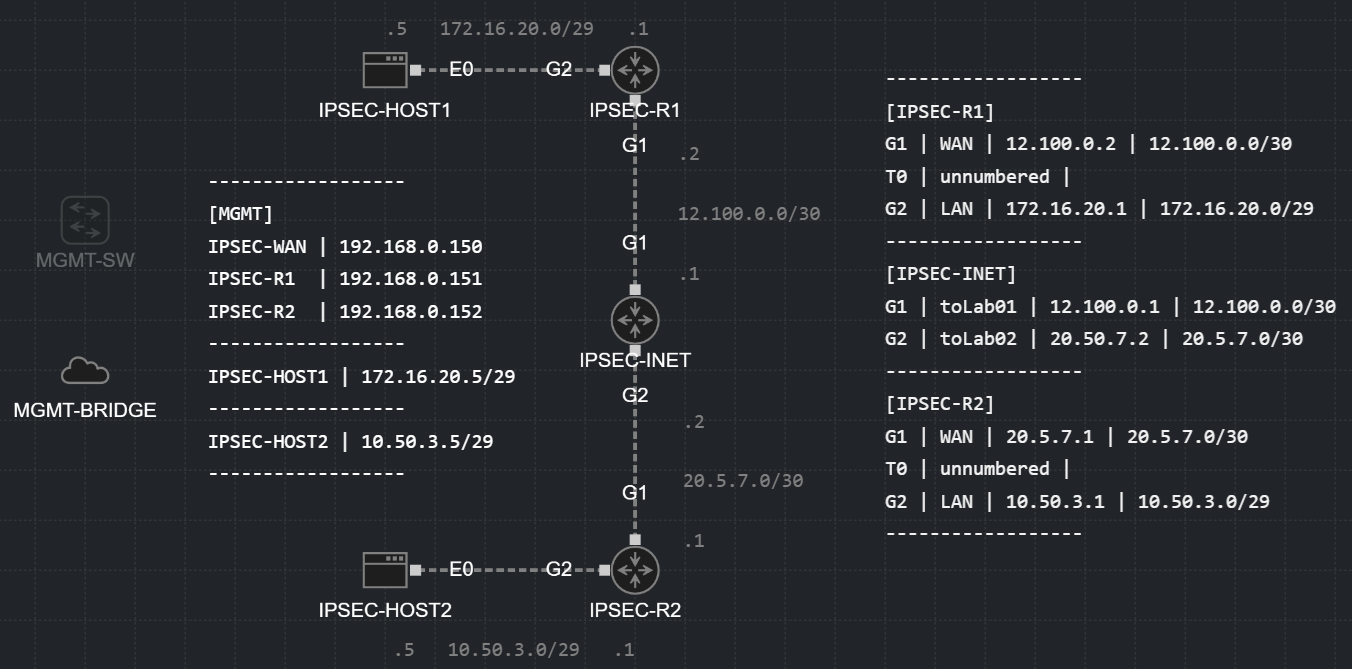 .5 172.16.20.0/29 .1
E0 G2
IPSEC-HOST1 IPSEC-R1
G1
.2
12.100.0.0/30
G1
.1
IPSEC-INET
G2
.2
20.5.7.0/30
G1
.1
E0 G2
IPSEC-HOST2 IPSEC-R2
.5 10.50.3.0/29 .1
MGMT-SW
MGMT-BRIDGE
------------------
[MGMT]
IPSEC-WAN | 192.168.0.150
IPSEC-R1 | 192.168.0.151
IPSEC-R2 | 192.168.0.152
------------------
IPSEC-HOST1 | 172.16.20.5/29
------------------
IPSEC-HOST2 | 10.50.3.5/29
------------------
------------------
[IPSEC-R1]
G1 | WAN | 12.100.0.2 | 12.100.0.0/30
T0 | unnumbered |
G2 | LAN | 172.16.20.1 | 172.16.20.0/29
------------------
[IPSEC-INET]
G1 | toLab01 | 12.100.0.1 | 12.100.0.0/30
G2 | toLab02 | 20.50.7.2 | 20.5.7.0/30
------------------
[IPSEC-R2]
G1 | WAN | 20.5.7.1 | 20.5.7.0/30
T0 | unnumbered |
G2 | LAN | 10.50.3.1 | 10.50.3.0/29
------------------